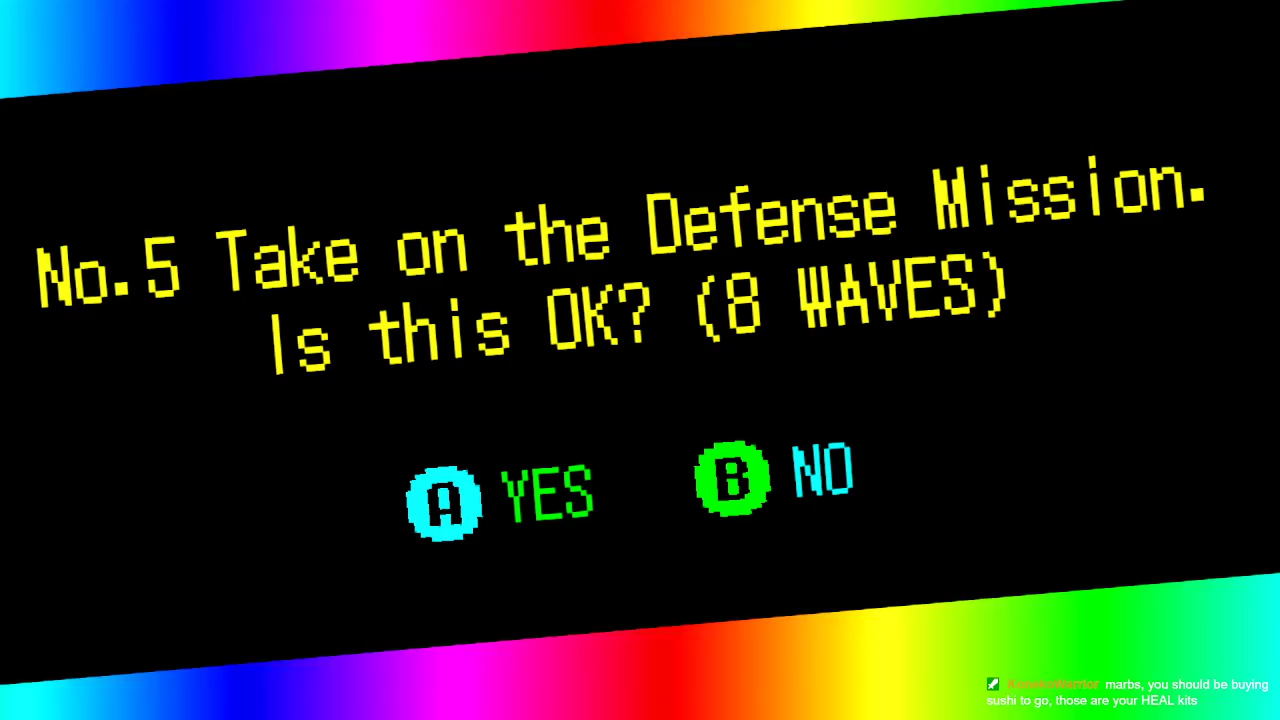 No.5 Take on the Defense Mission.
Is this OK? (8 WAVES)
A YES B NO
marbs, you should be buying
sushi to go, those are your HEAL kits